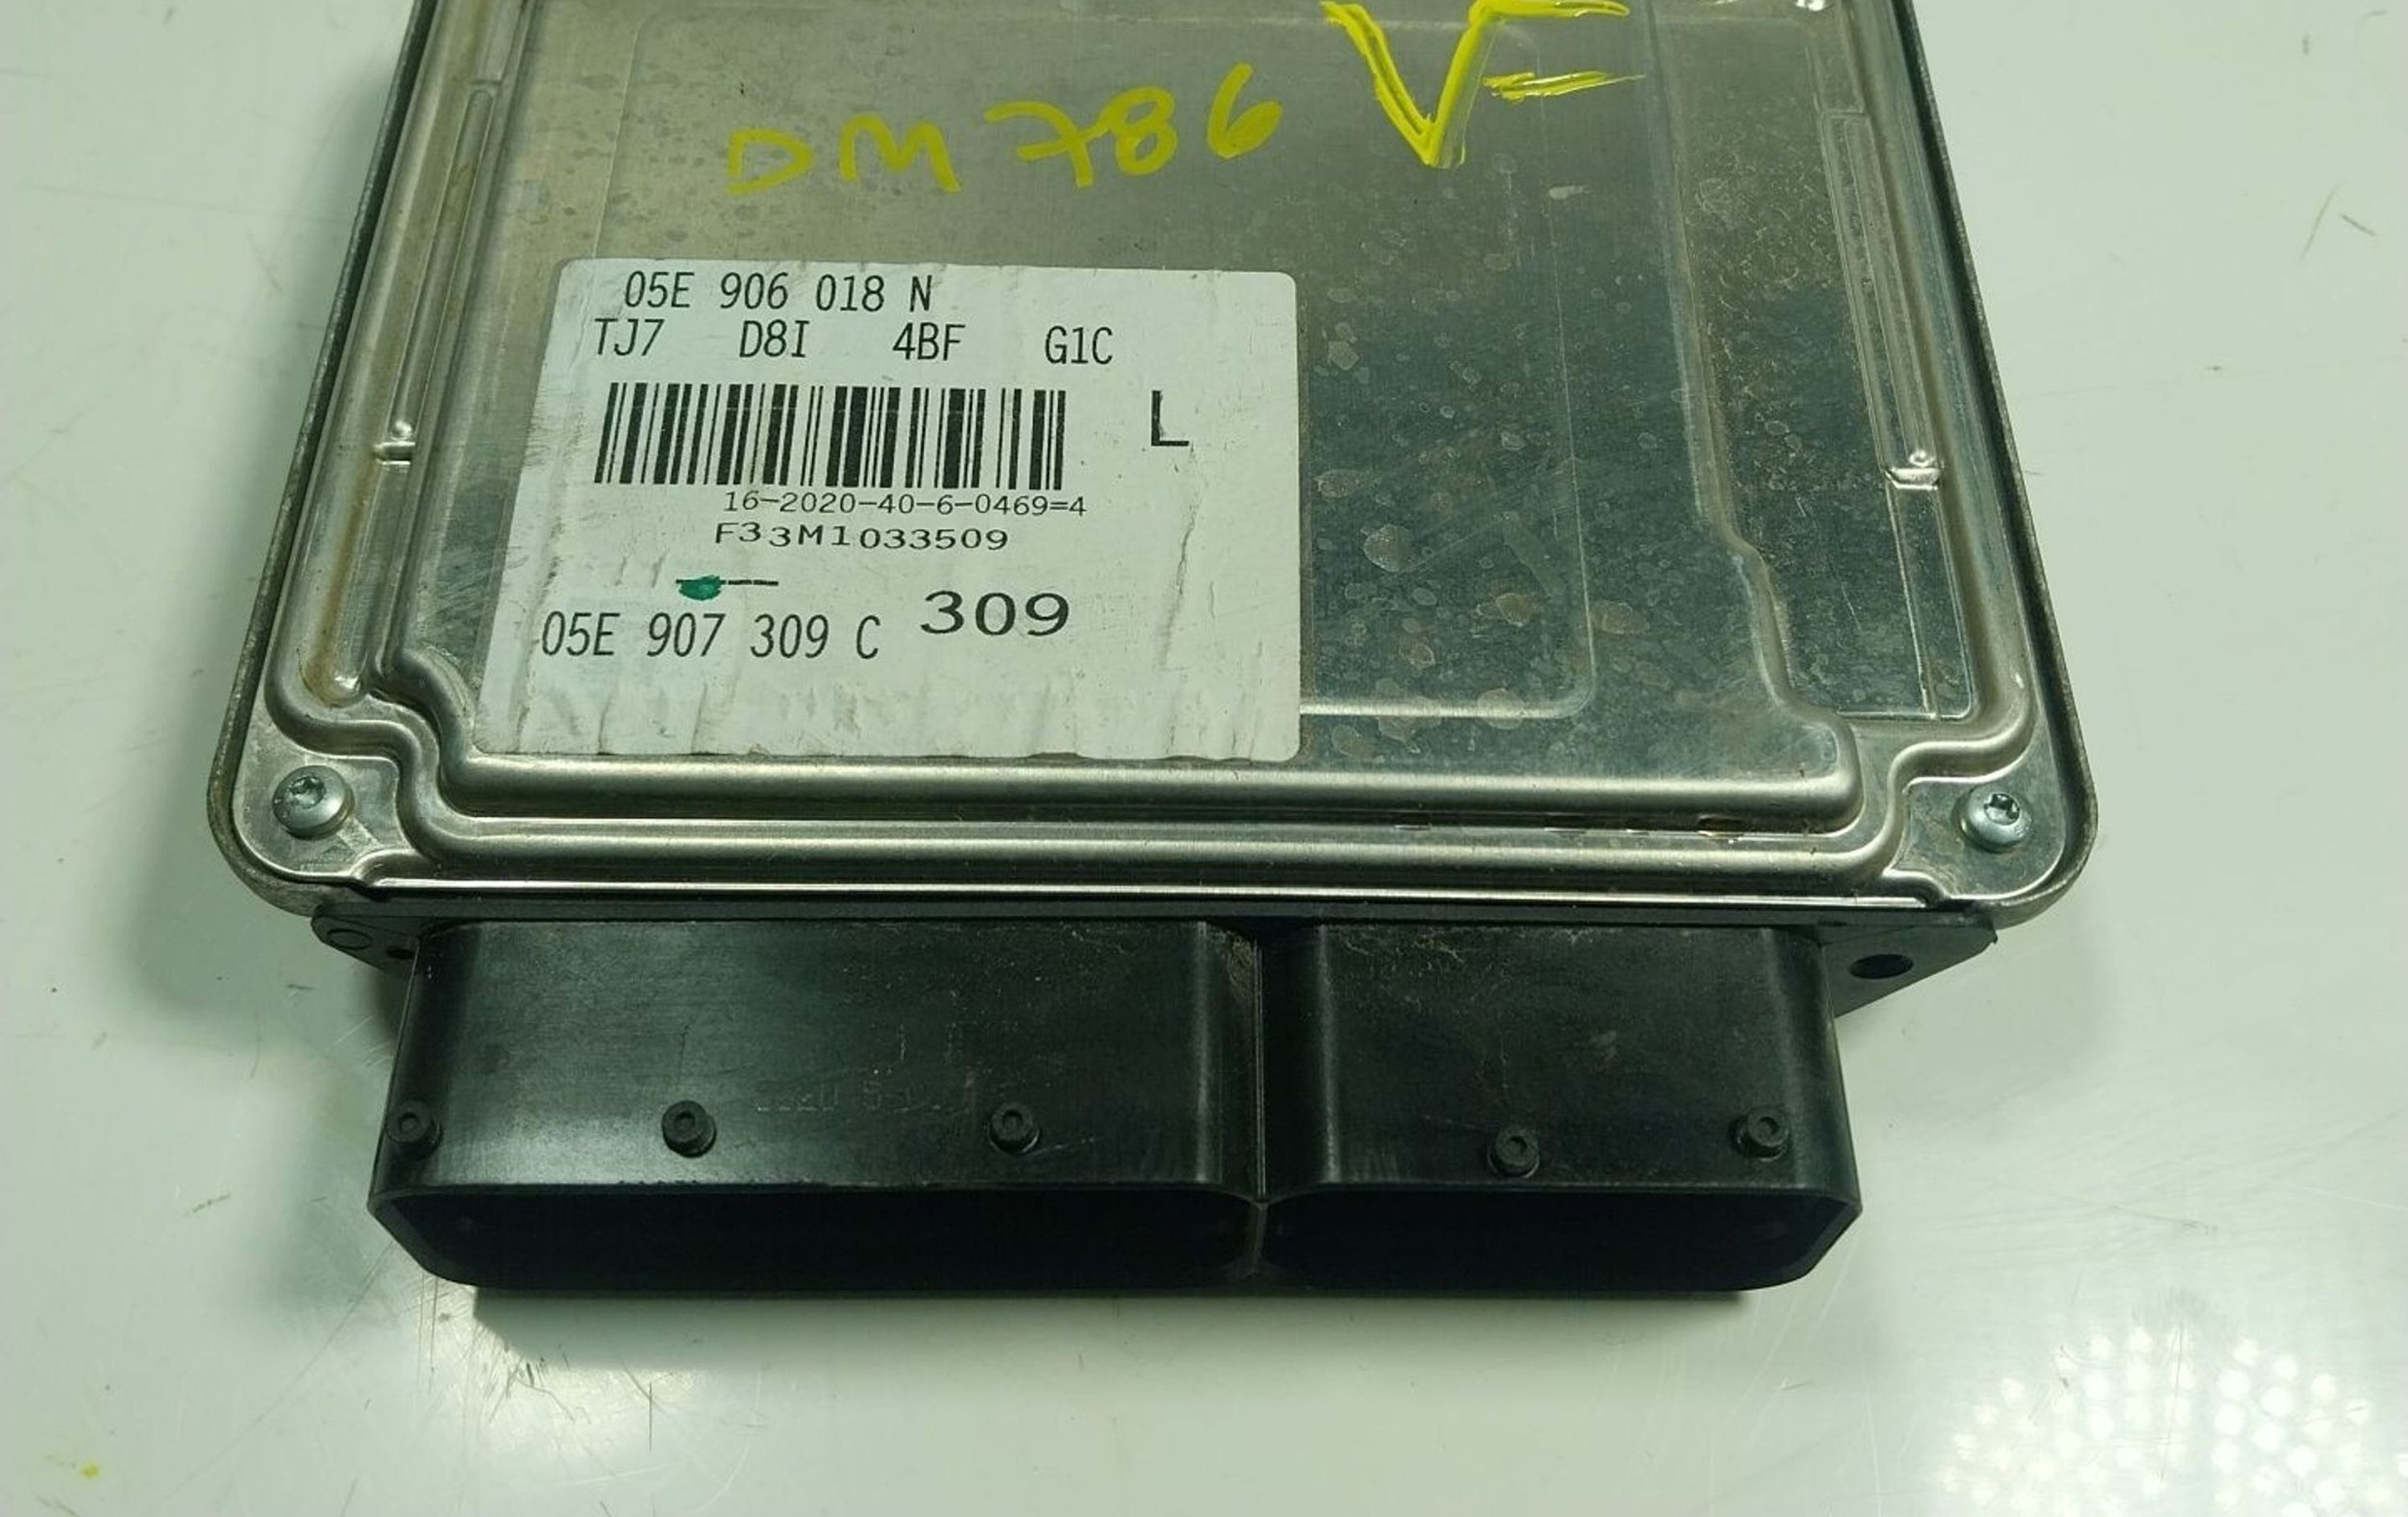 DM786 VF
05E 906 018 N
TJ7 D8I 4BF G1C
L
16-2020-40-6-0469=4
F33M1033509
05E 907 309 C 309